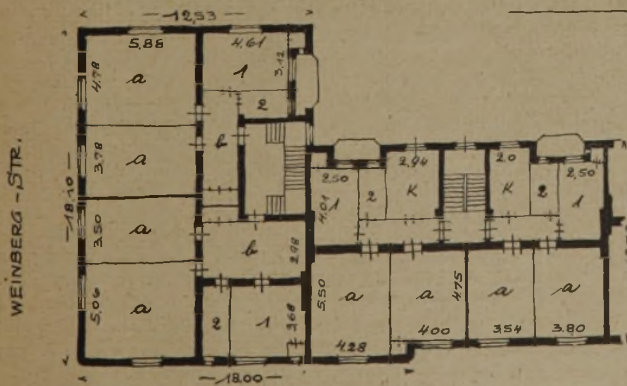 12,53
5,88
4.61
3,12
4.78
a
1
2
WEINBERG-STR.
18.10
3,78
a
b
2,50
2
2,94
K
2.0
K
2
2,50
1
4,01
1
3.50
a
b
2.98
5,06
a
2
1
3,68
5,50
a
a
4.75
a
a
4.28
4.00
3.54
3.80
18.00